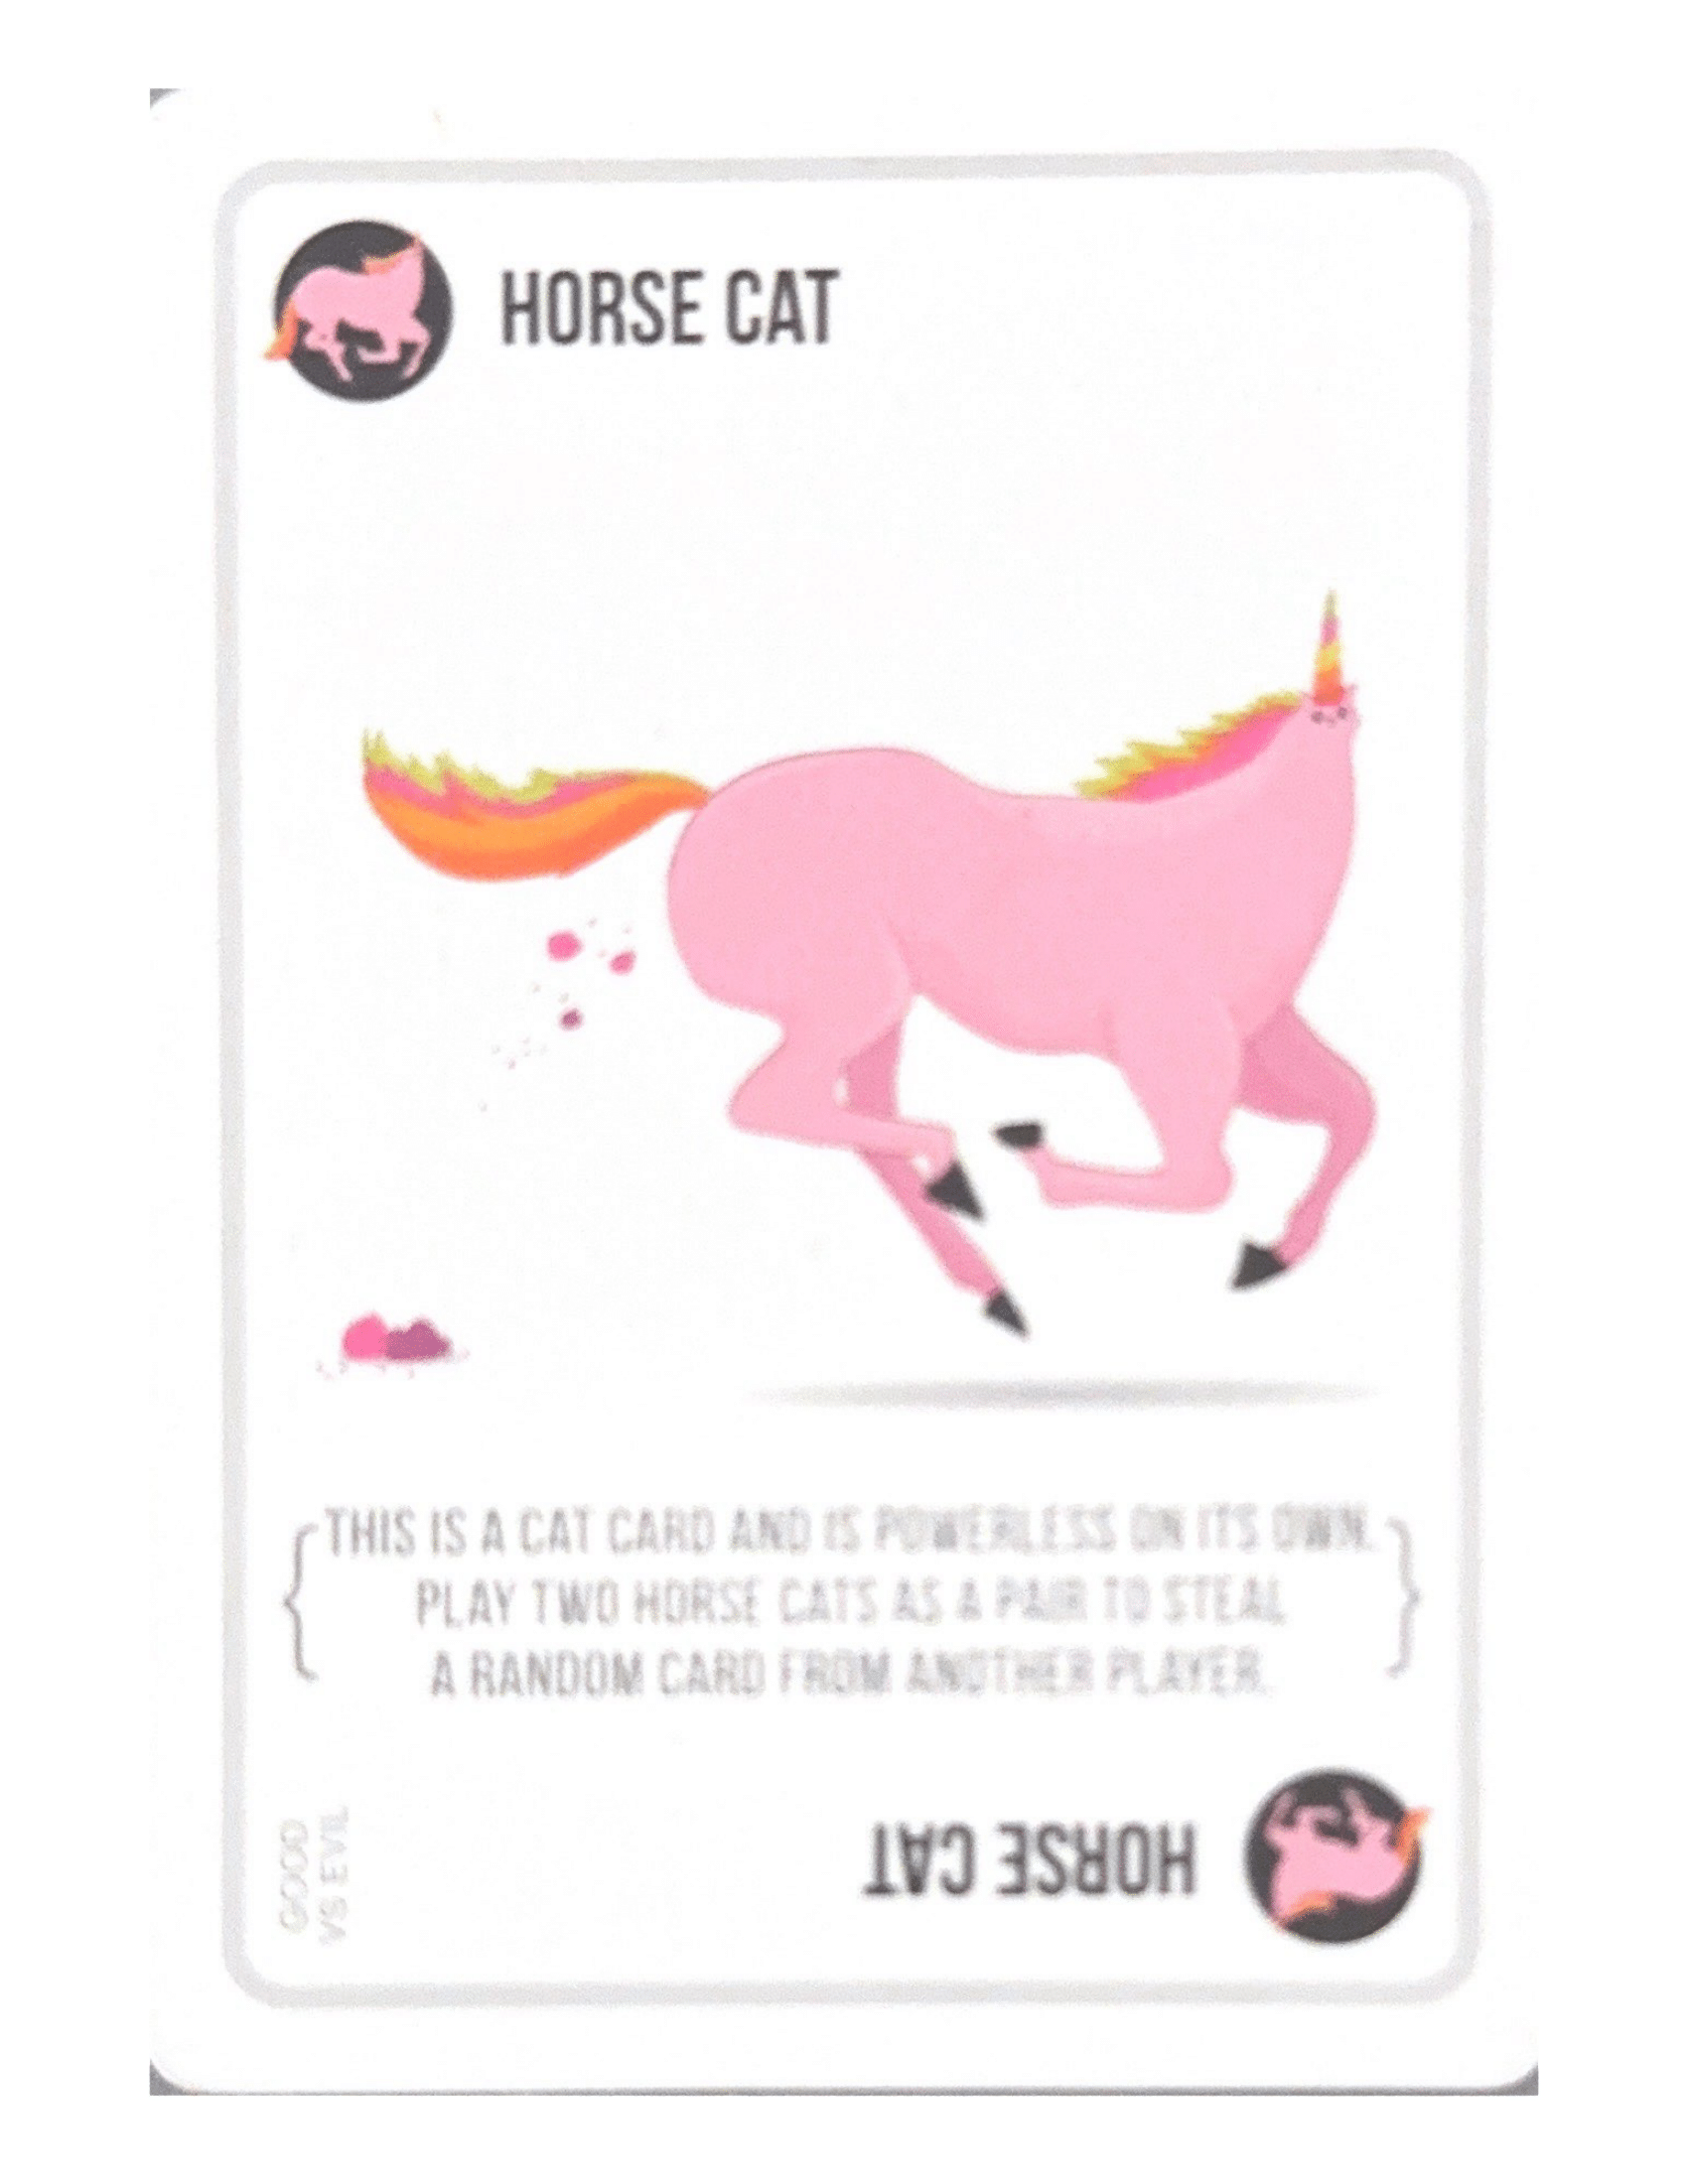 HORSE CAT
THIS IS A CAT CARD AND IS POWERLESS ON ITS OWN.
PLAY TWO HORSE CATS AS A PAIR TO STEAL
A RANDOM CARD FROM ANOTHER PLAYER.
GOOD
VS EVIL
HORSE CAT